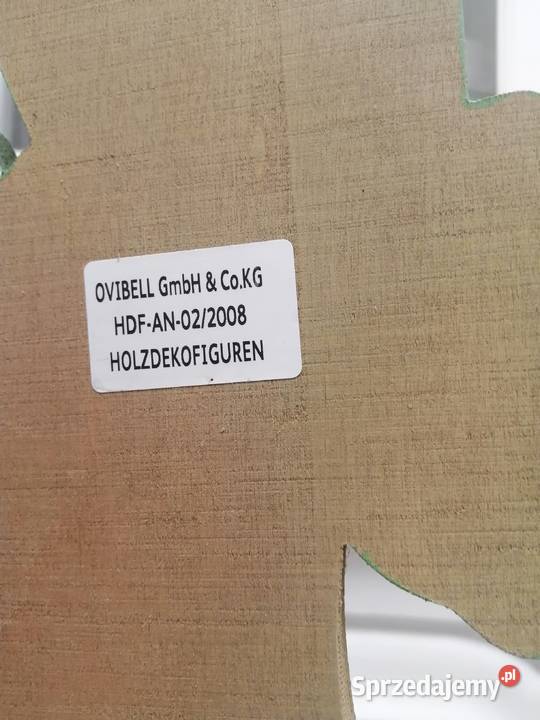 OVIBELL GmbH & Co.KG
HDF-AN-02/2008
HOLZDEKOFIGUREN
Sprzedajemy.pl